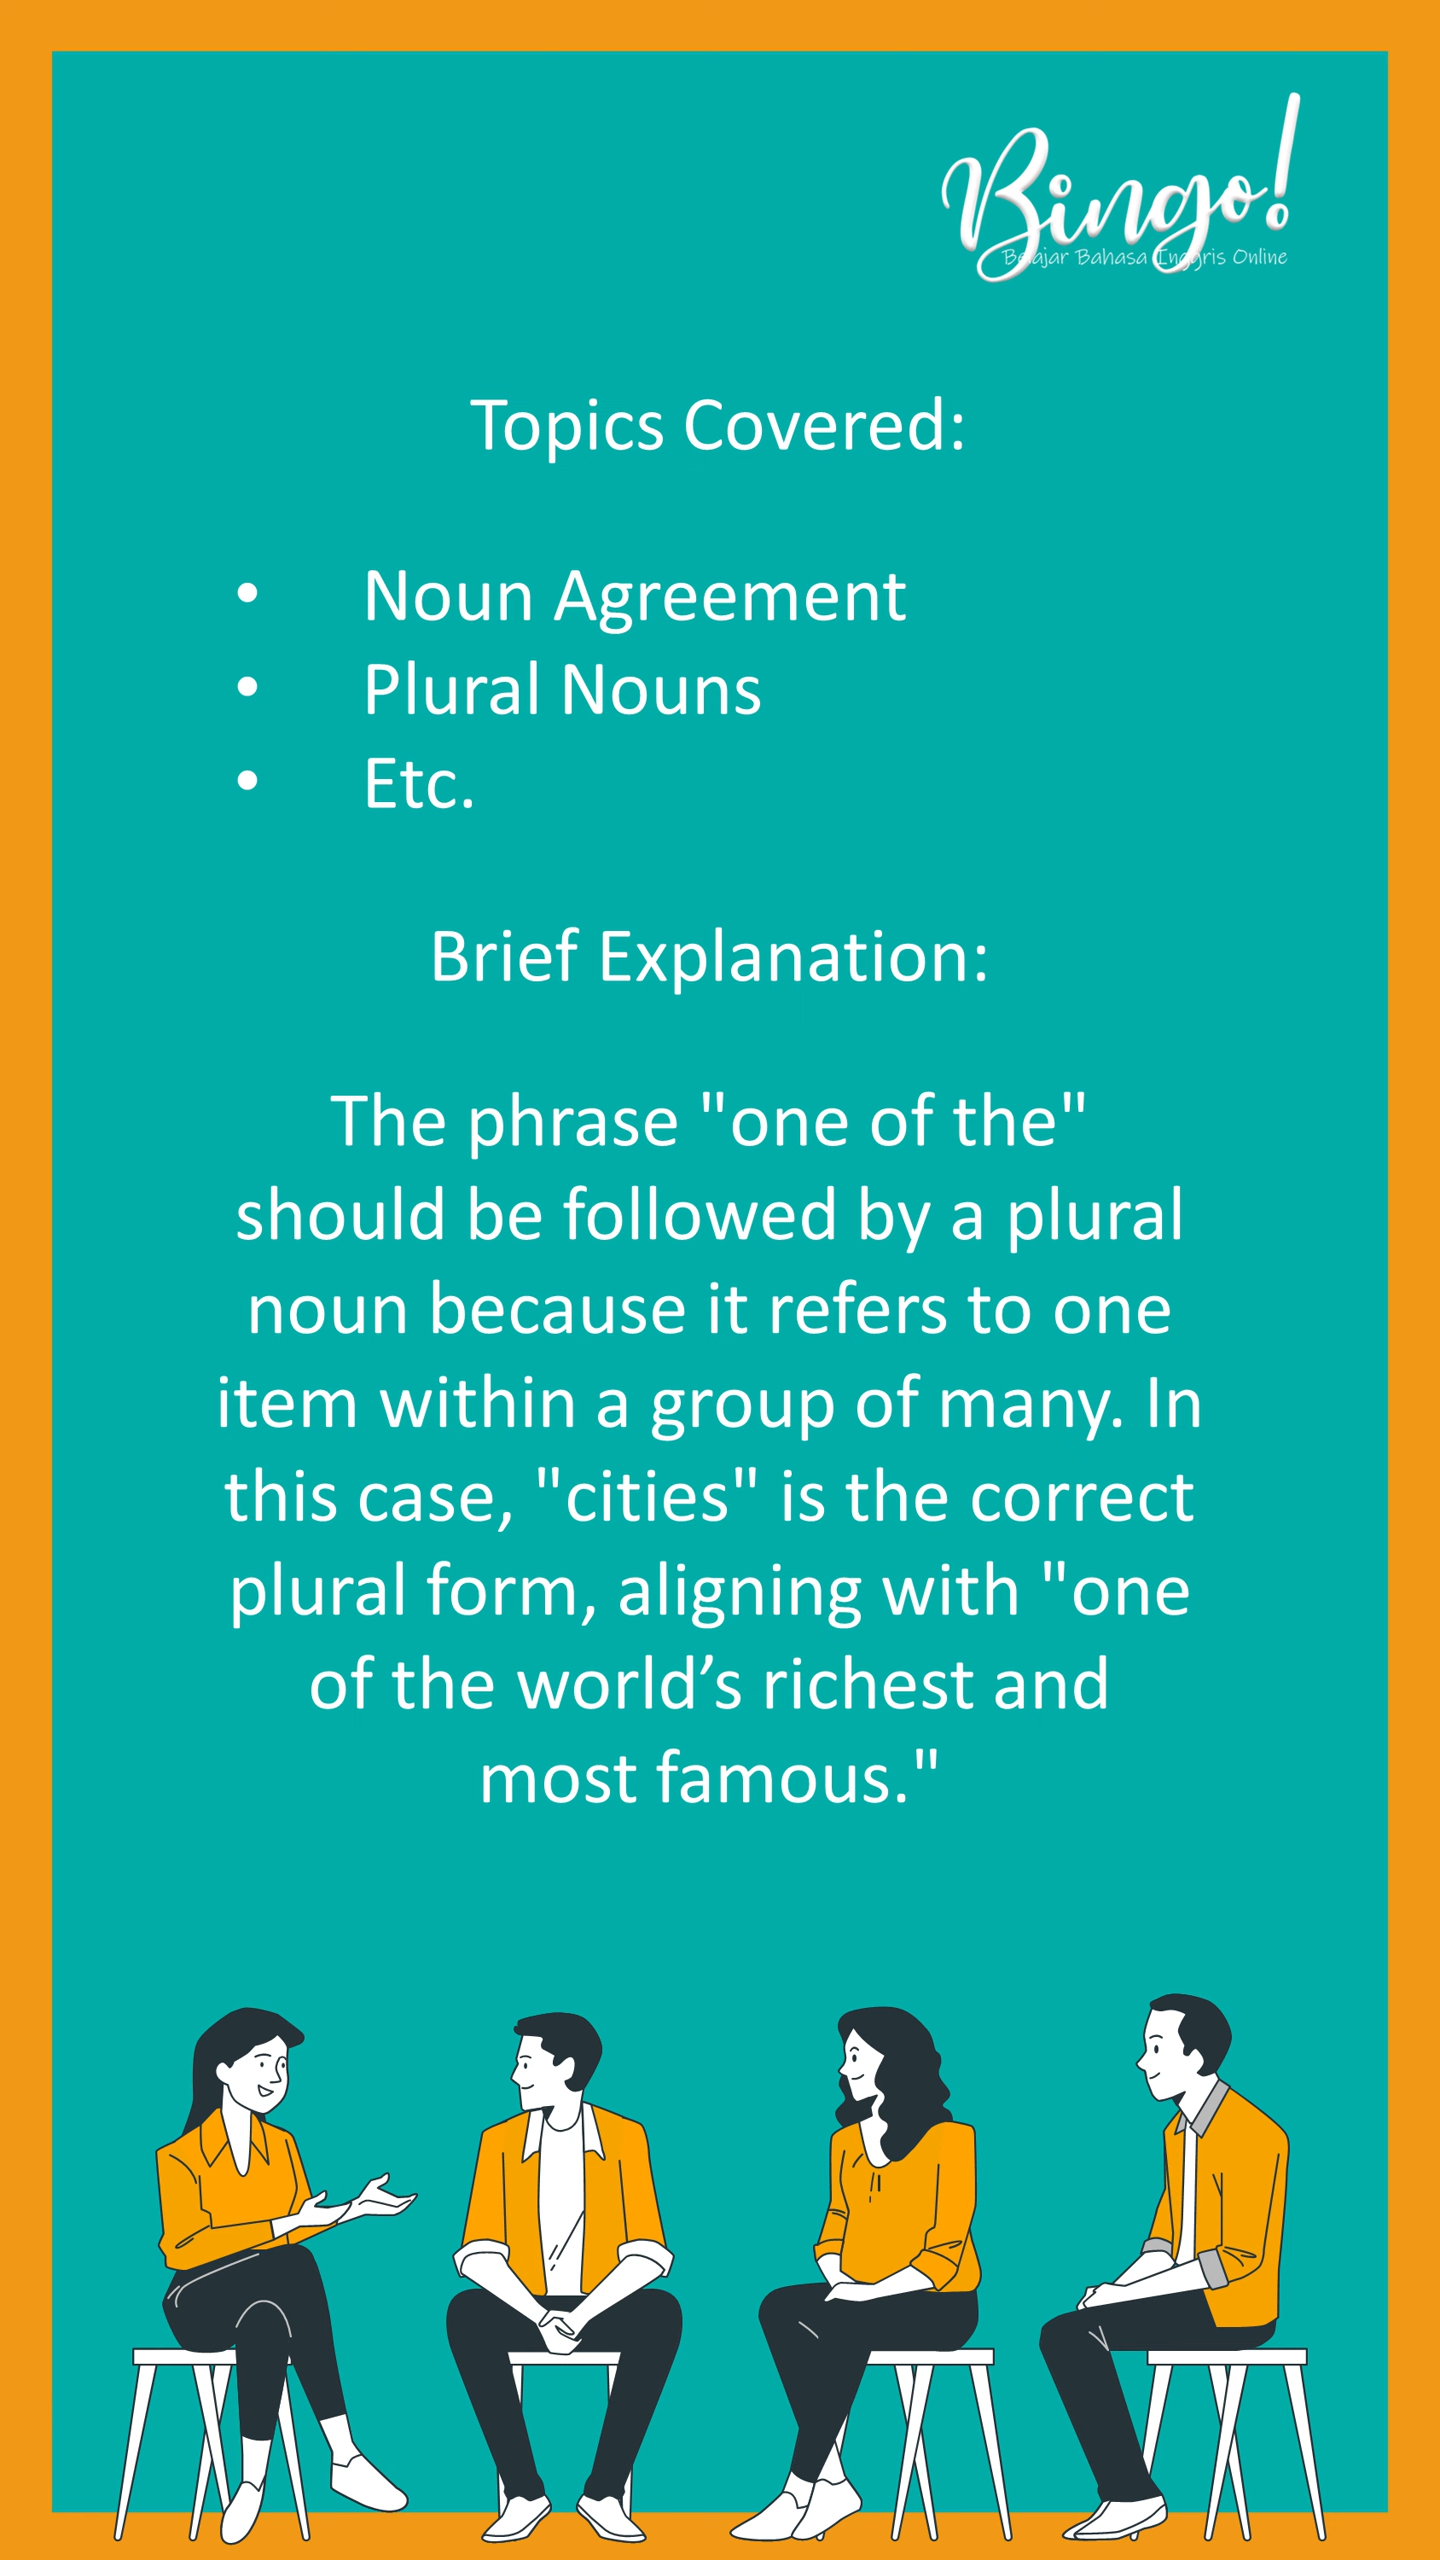 Bingo!
Belajar Bahasa Inggris Online
Topics Covered:
• Noun Agreement
• Plural Nouns
• Etc.
Brief Explanation:
The phrase "one of the"
should be followed by a plural
noun because it refers to one
item within a group of many. In
this case, "cities" is the correct
plural form, aligning with "one
of the world’s richest and
most famous."